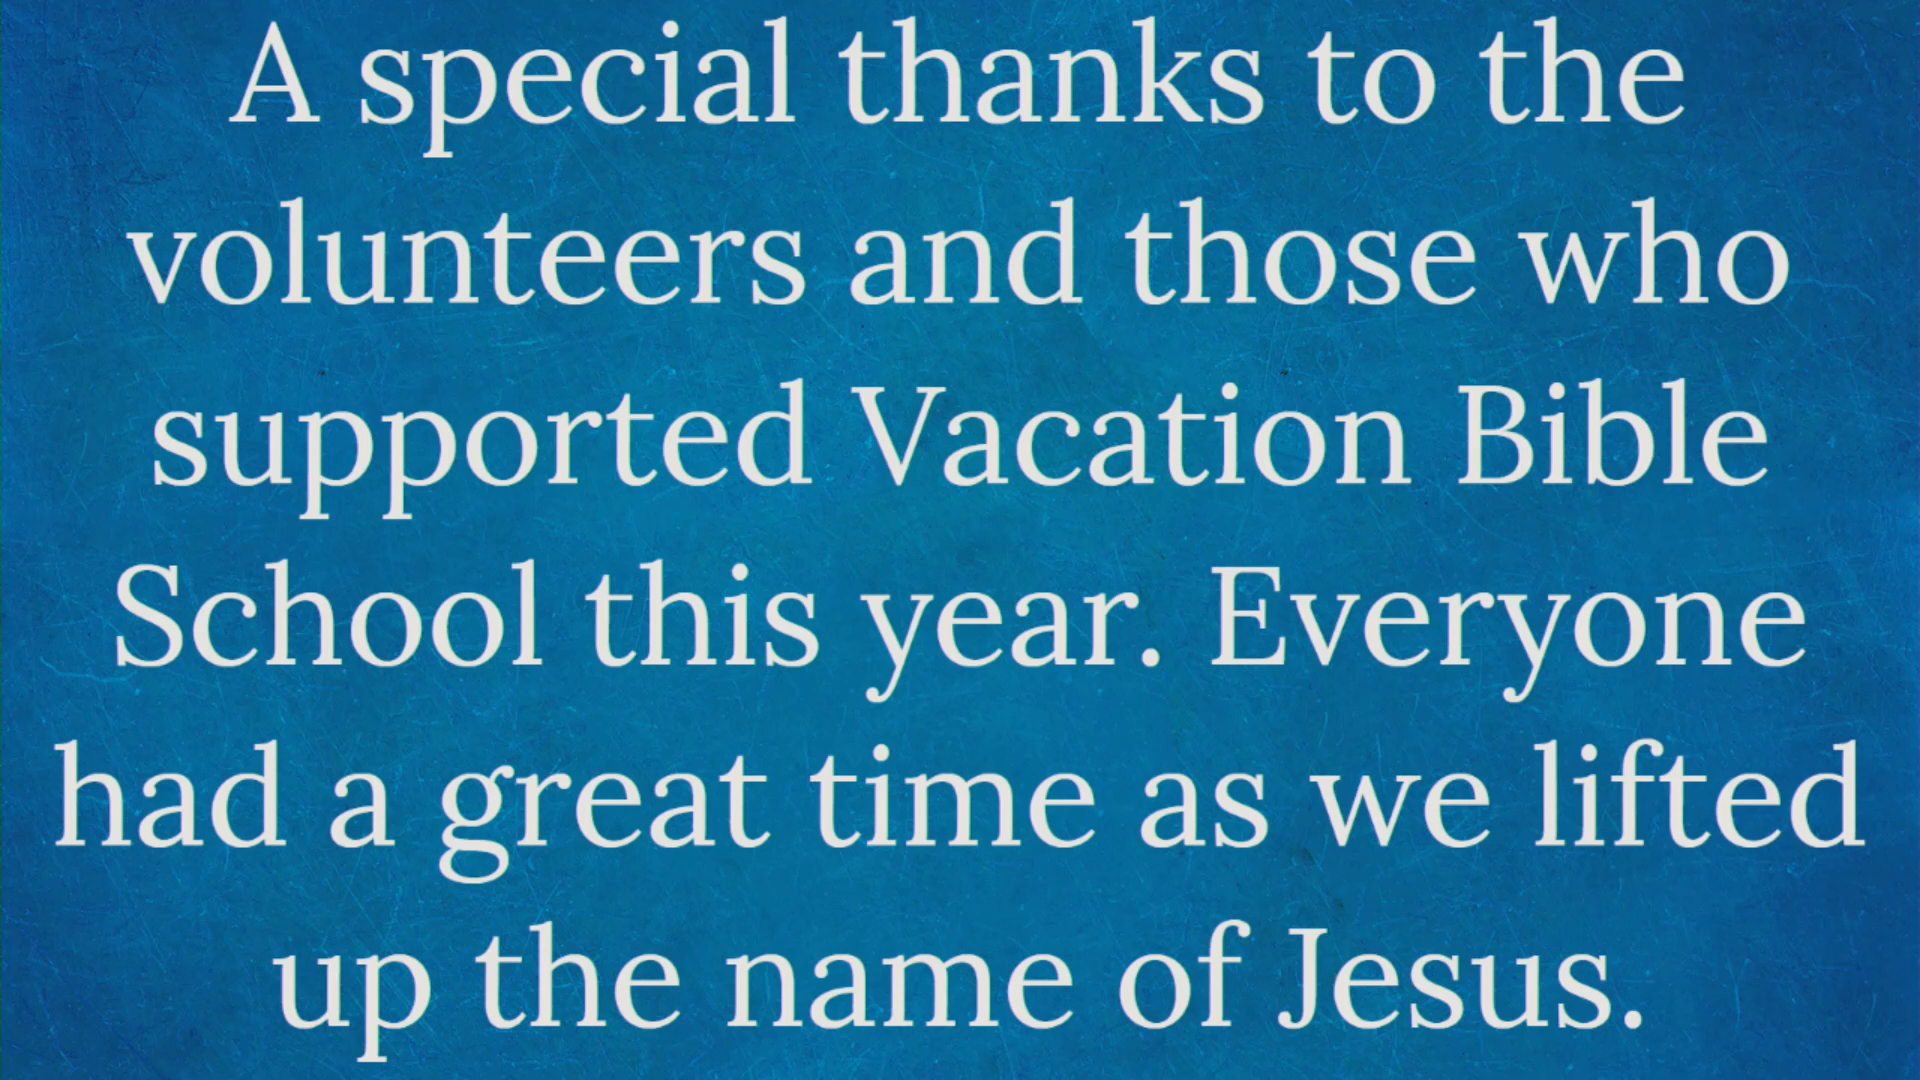 A special thanks to the
volunteers and those who
supported Vacation Bible
School this year. Everyone
had a great time as we lifted
up the name of Jesus.